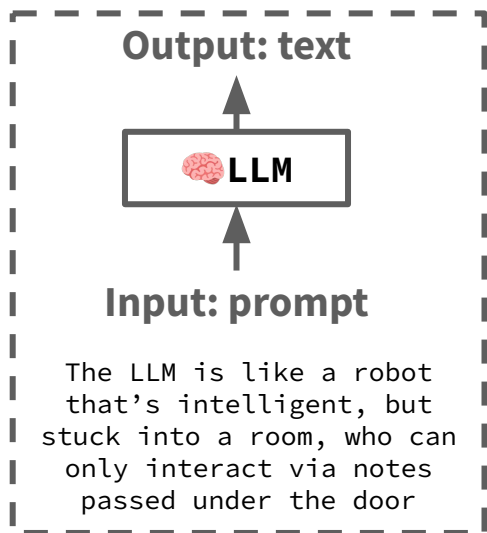 Output: text
🧠LLM
Input: prompt
The LLM is like a robot
that’s intelligent, but
stuck into a room, who can
only interact via notes
passed under the door